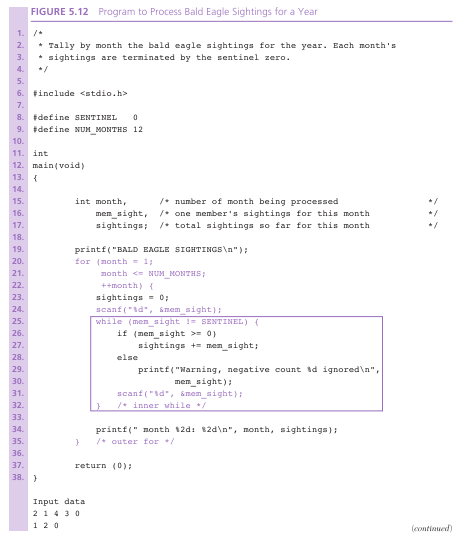 FIGURE 5.12 Program to Process Bald Eagle Sightings for a Year
1. /*
2. * Tally by month the bald eagle sightings for the year. Each month's
3. * sightings are terminated by the sentinel zero.
4. */
5.
6. #include <stdio.h>
7.
8. #define SENTINEL 0
9. #define NUM_MONTHS 12
10.
11. int
12. main(void)
13. {
14.
15. int month, /* number of month being processed */
16. mem_sight, /* one member's sightings for this month */
17. sightings; /* total sightings so far for this month */
18.
19. printf("BALD EAGLE SIGHTINGS\n");
20. for (month = 1;
21. month <= NUM_MONTHS;
22. ++month) {
23. sightings = 0;
24. scanf("%d", &mem_sight);
25. while (mem_sight != SENTINEL) {
26. if (mem_sight >= 0)
27. sightings += mem_sight;
28. else
29. printf("Warning, negative count %d ignored\n",
30. mem_sight);
31. scanf("%d", &mem_sight);
32. } /* inner while */
33.
34. printf(" month %2d: %2d\n", month, sightings);
35. } /* outer for */
36.
37. return (0);
38. }
Input data
2 1 4 3 0
1 2 0
(continued)